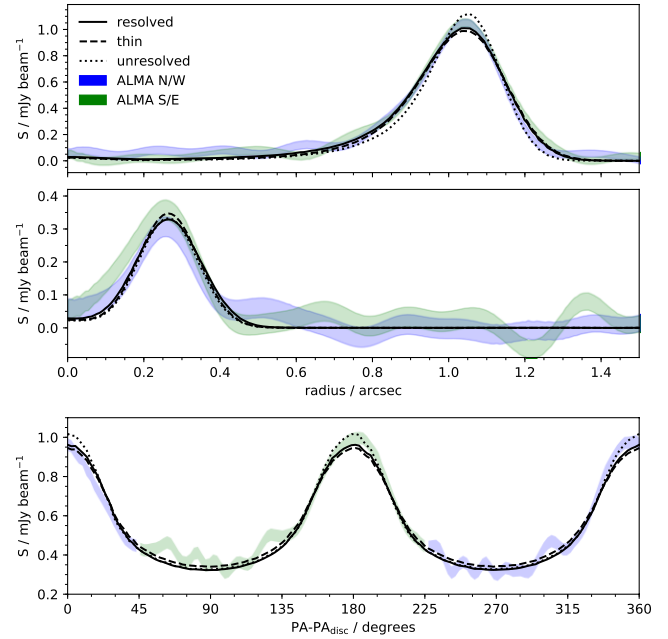 resolved
thin
unresolved
ALMA N/W
ALMA S/E
S / mJy beam⁻¹
1.0
0.8
0.6
0.4
0.2
0.0
S / mJy beam⁻¹
0.4
0.3
0.2
0.1
0.0
0.0 0.2 0.4 0.6 0.8 1.0 1.2 1.4
radius / arcsec
S / mJy beam⁻¹
1.0
0.8
0.6
0.4
0.2
0 45 90 135 180 225 270 315 360
PA-PA_disc / degrees